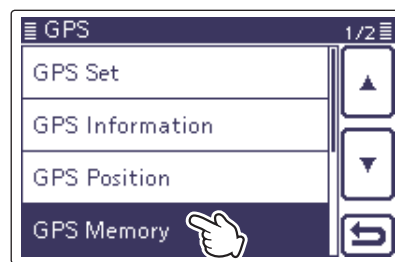 GPS 1/2
GPS Set
GPS Information
GPS Position
GPS Memory